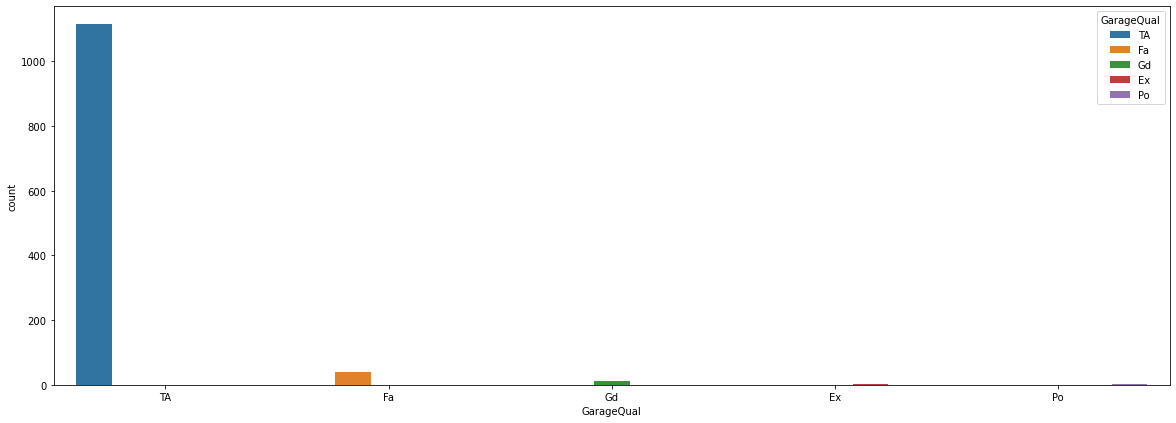 GarageQual
TA
Fa
Gd
Ex
Po
1000
800
600
400
200
0
count
TA Fa Gd Ex Po
GarageQual